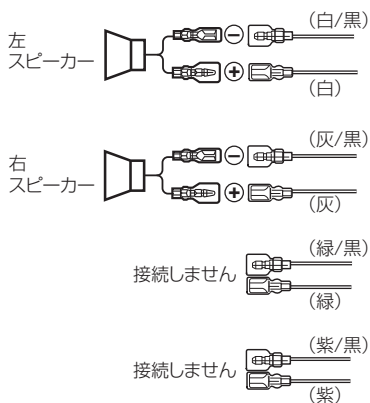 (白/黒)
左
スピーカー
−
+
(白)
(灰/黒)
右
スピーカー
−
+
(灰)
(緑/黒)
接続しません
(緑)
(紫/黒)
接続しません
(紫)